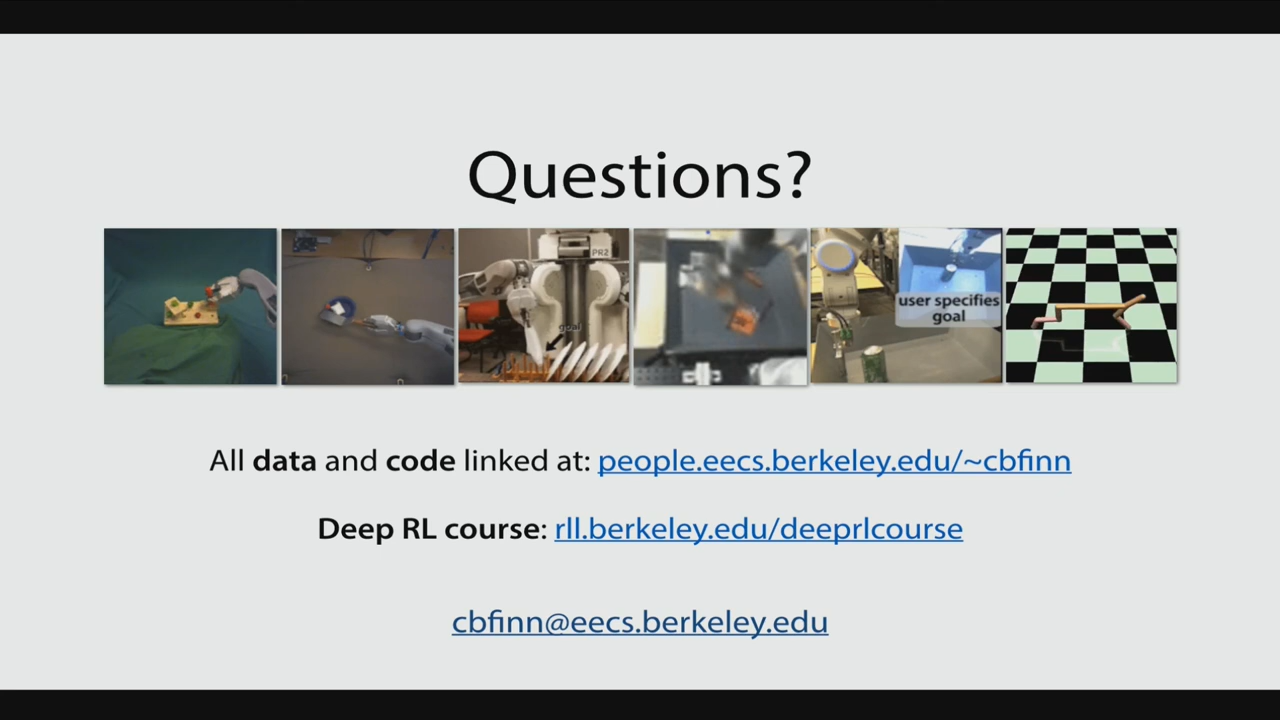 Questions?
PR2
goal
user specifies
goal
All data and code linked at: people.eecs.berkeley.edu/~cbfinn
Deep RL course: rll.berkeley.edu/deeprlcourse
cbfinn@eecs.berkeley.edu